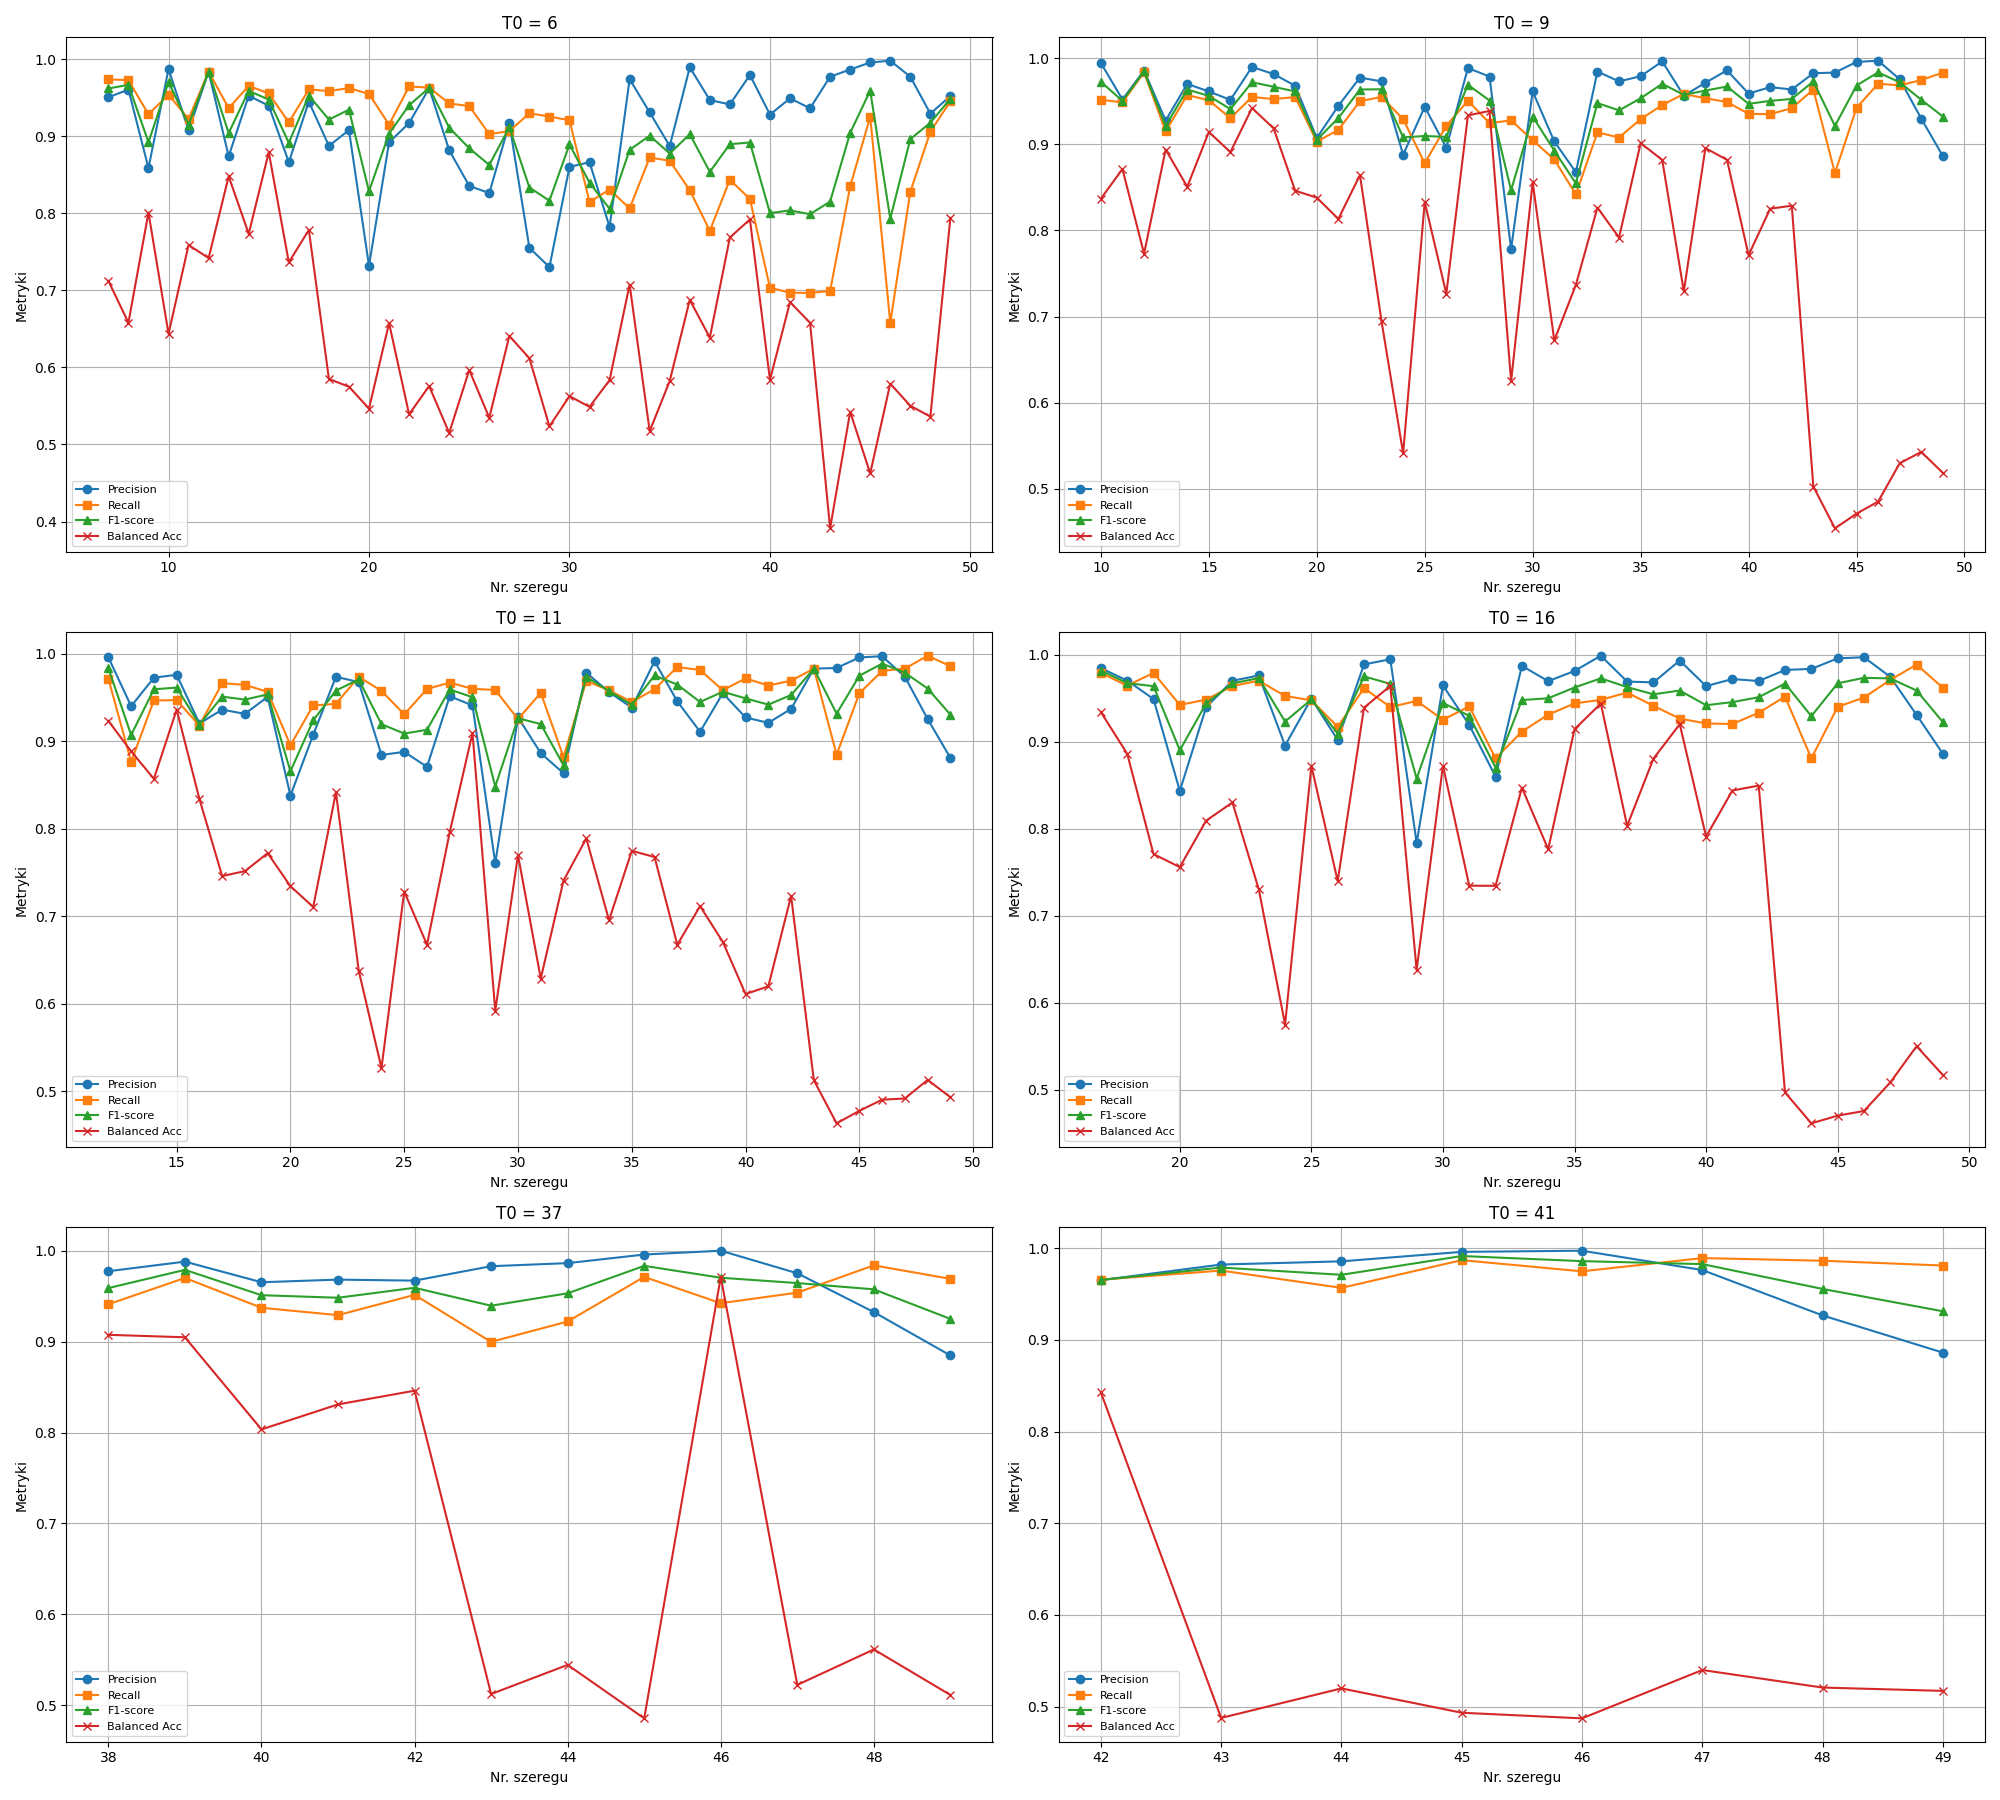 T0 = 6
1.0
0.9
0.8
0.7
0.6
0.5
0.4
Metryki
Precision
Recall
F1-score
Balanced Acc
10 20 30 40 50
Nr. szeregu
T0 = 9
1.0
0.9
0.8
0.7
0.6
0.5
Metryki
Precision
Recall
F1-score
Balanced Acc
10 15 20 25 30 35 40 45 50
Nr. szeregu
T0 = 11
1.0
0.9
0.8
0.7
0.6
0.5
Metryki
Precision
Recall
F1-score
Balanced Acc
15 20 25 30 35 40 45 50
Nr. szeregu
T0 = 16
1.0
0.9
0.8
0.7
0.6
0.5
Metryki
Precision
Recall
F1-score
Balanced Acc
20 25 30 35 40 45 50
Nr. szeregu
T0 = 37
1.0
0.9
0.8
0.7
0.6
0.5
Metryki
Precision
Recall
F1-score
Balanced Acc
38 40 42 44 46 48
Nr. szeregu
T0 = 41
1.0
0.9
0.8
0.7
0.6
0.5
Metryki
Precision
Recall
F1-score
Balanced Acc
42 43 44 45 46 47 48 49
Nr. szeregu